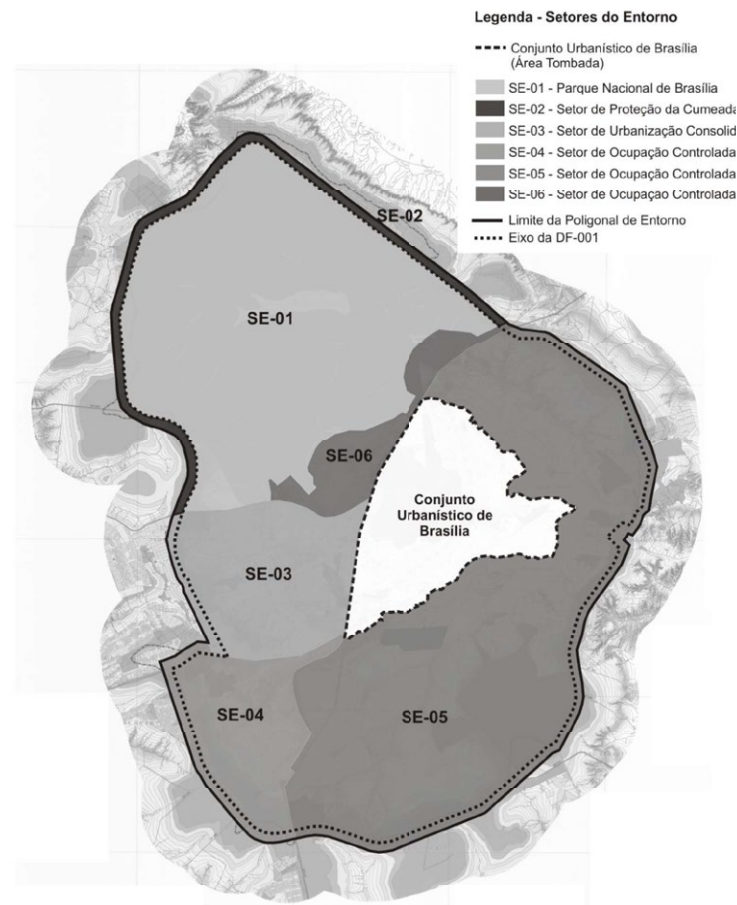 Legenda - Setores do Entorno
Conjunto Urbanístico de Brasília
(Área Tombada)
SE-01 - Parque Nacional de Brasília
SE-02 - Setor de Proteção da Cumeada
SE-03 - Setor de Urbanização Consolid
SE-04 - Setor de Ocupação Controlada
SE-05 - Setor de Ocupação Controlada
SE-06 - Setor de Ocupação Controlada
Limite da Poligonal de Entorno
Eixo da DF-001
SE-02
SE-01
SE-06
Conjunto
Urbanístico de
Brasília
SE-03
SE-04
SE-05